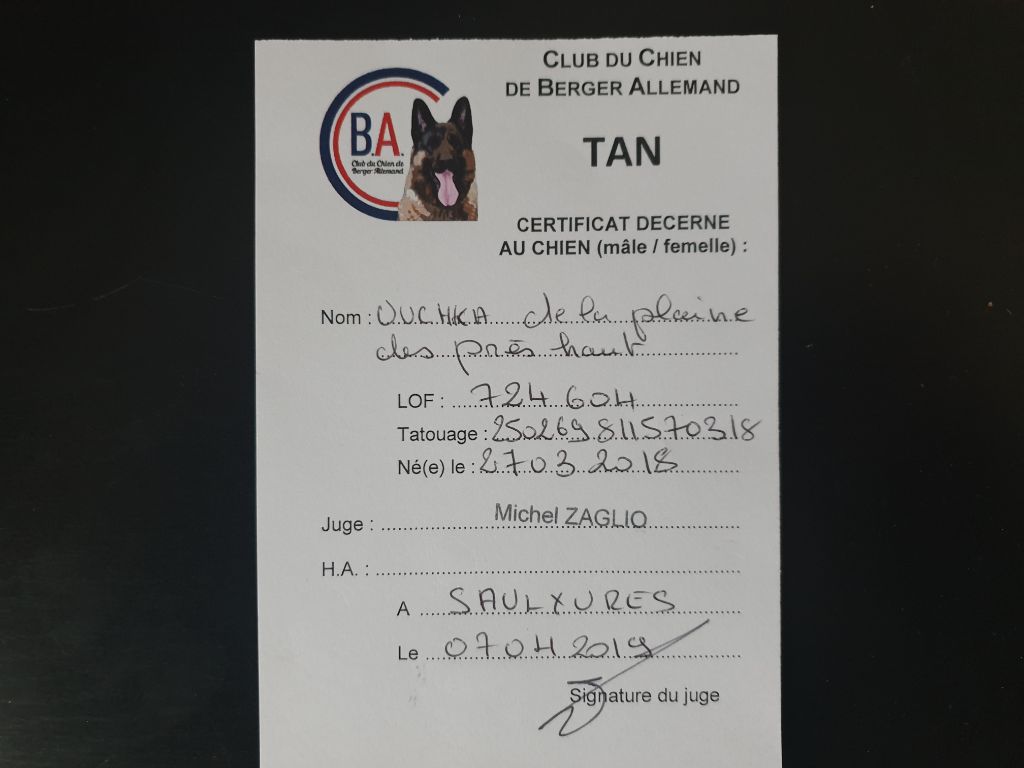 CLUB DU CHIEN
DE BERGER ALLEMAND
B.A.
Club du Chien de
Berger Allemand
TAN
CERTIFICAT DECERNE
AU CHIEN (mâle / femelle) :
Nom : OUCHKA de la plaine
des près haut
LOF : 724 604
Tatouage : 250269811570318
Né(e) le : 27 03 2018
Juge : Michel ZAGLIO
H.A. :
A SAULXURES
Le 07 04 2019
Signature du juge